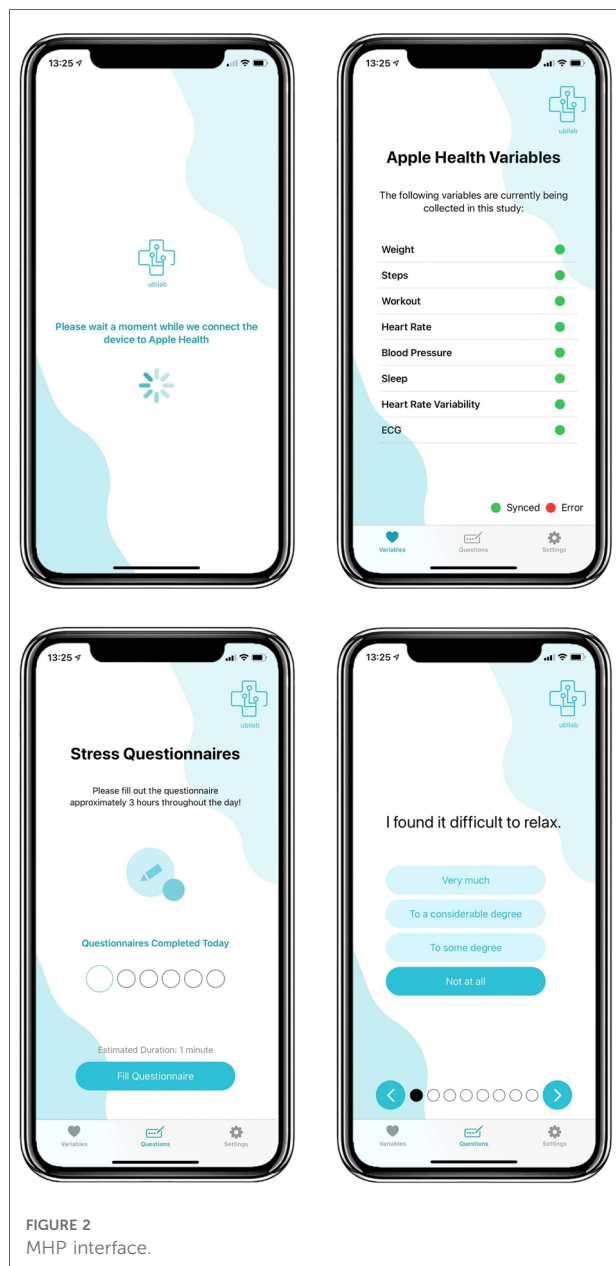 13:25
ubilab
Please wait a moment while we connect the
device to Apple Health
13:25
ubilab
Apple Health Variables
The following variables are currently being
collected in this study:
Weight
Steps
Workout
Heart Rate
Blood Pressure
Sleep
Heart Rate Variability
ECG
Synced Error
Variables Questions Settings
13:25
ubilab
Stress Questionnaires
Please fill out the questionnaire
approximately 3 hours throughout the day!
Questionnaires Completed Today
Estimated Duration: 1 minute
Fill Questionnaire
Variables Questions Settings
13:25
ubilab
I found it difficult to relax.
Very much
To a considerable degree
To some degree
Not at all
Variables Questions Settings
FIGURE 2
MHP interface.